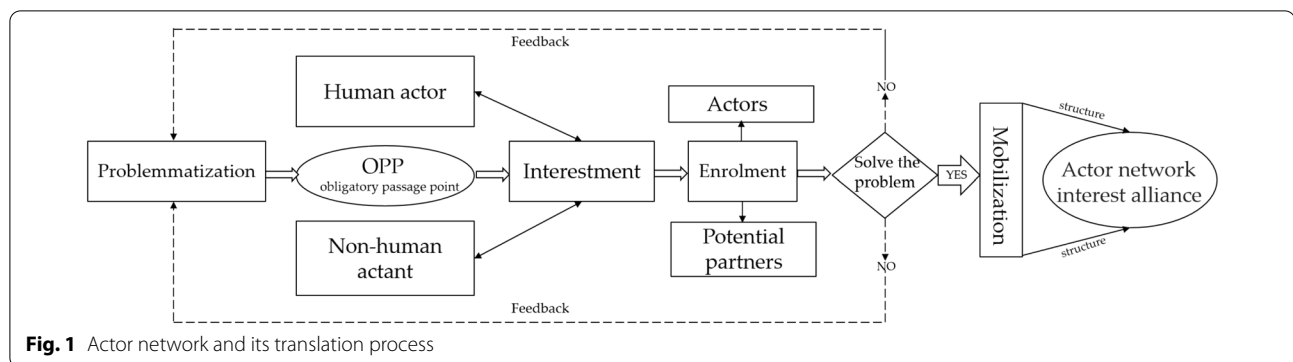 Feedback
Human actor
Actors
NO
structure
Problemmatization
OPP
obligatory passage point
Interestment
Enrolment
Solve the
problem
YES
Mobilization
Actor network
interest alliance
Non-human
actant
Potential
partners
NO
structure
Feedback
Fig. 1 Actor network and its translation process